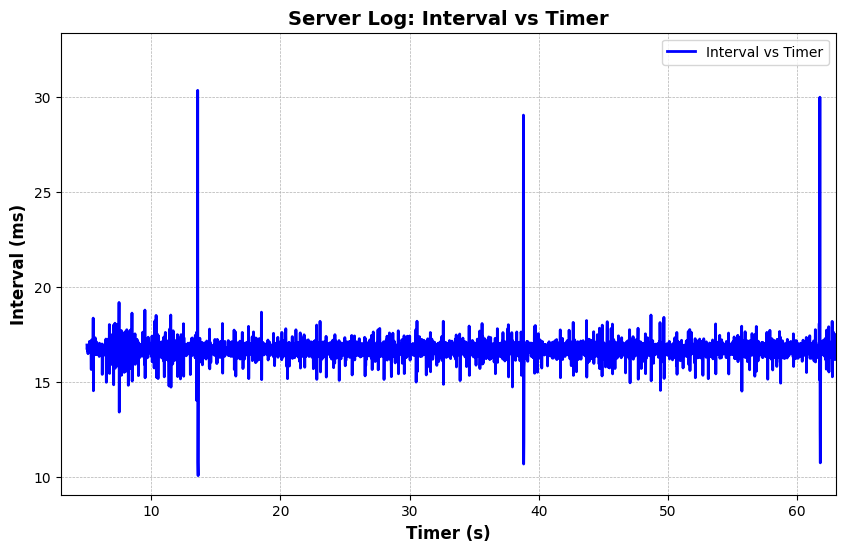 Server Log: Interval vs Timer
Interval vs Timer
30
25
20
15
10
Interval (ms)
10 20 30 40 50 60
Timer (s)